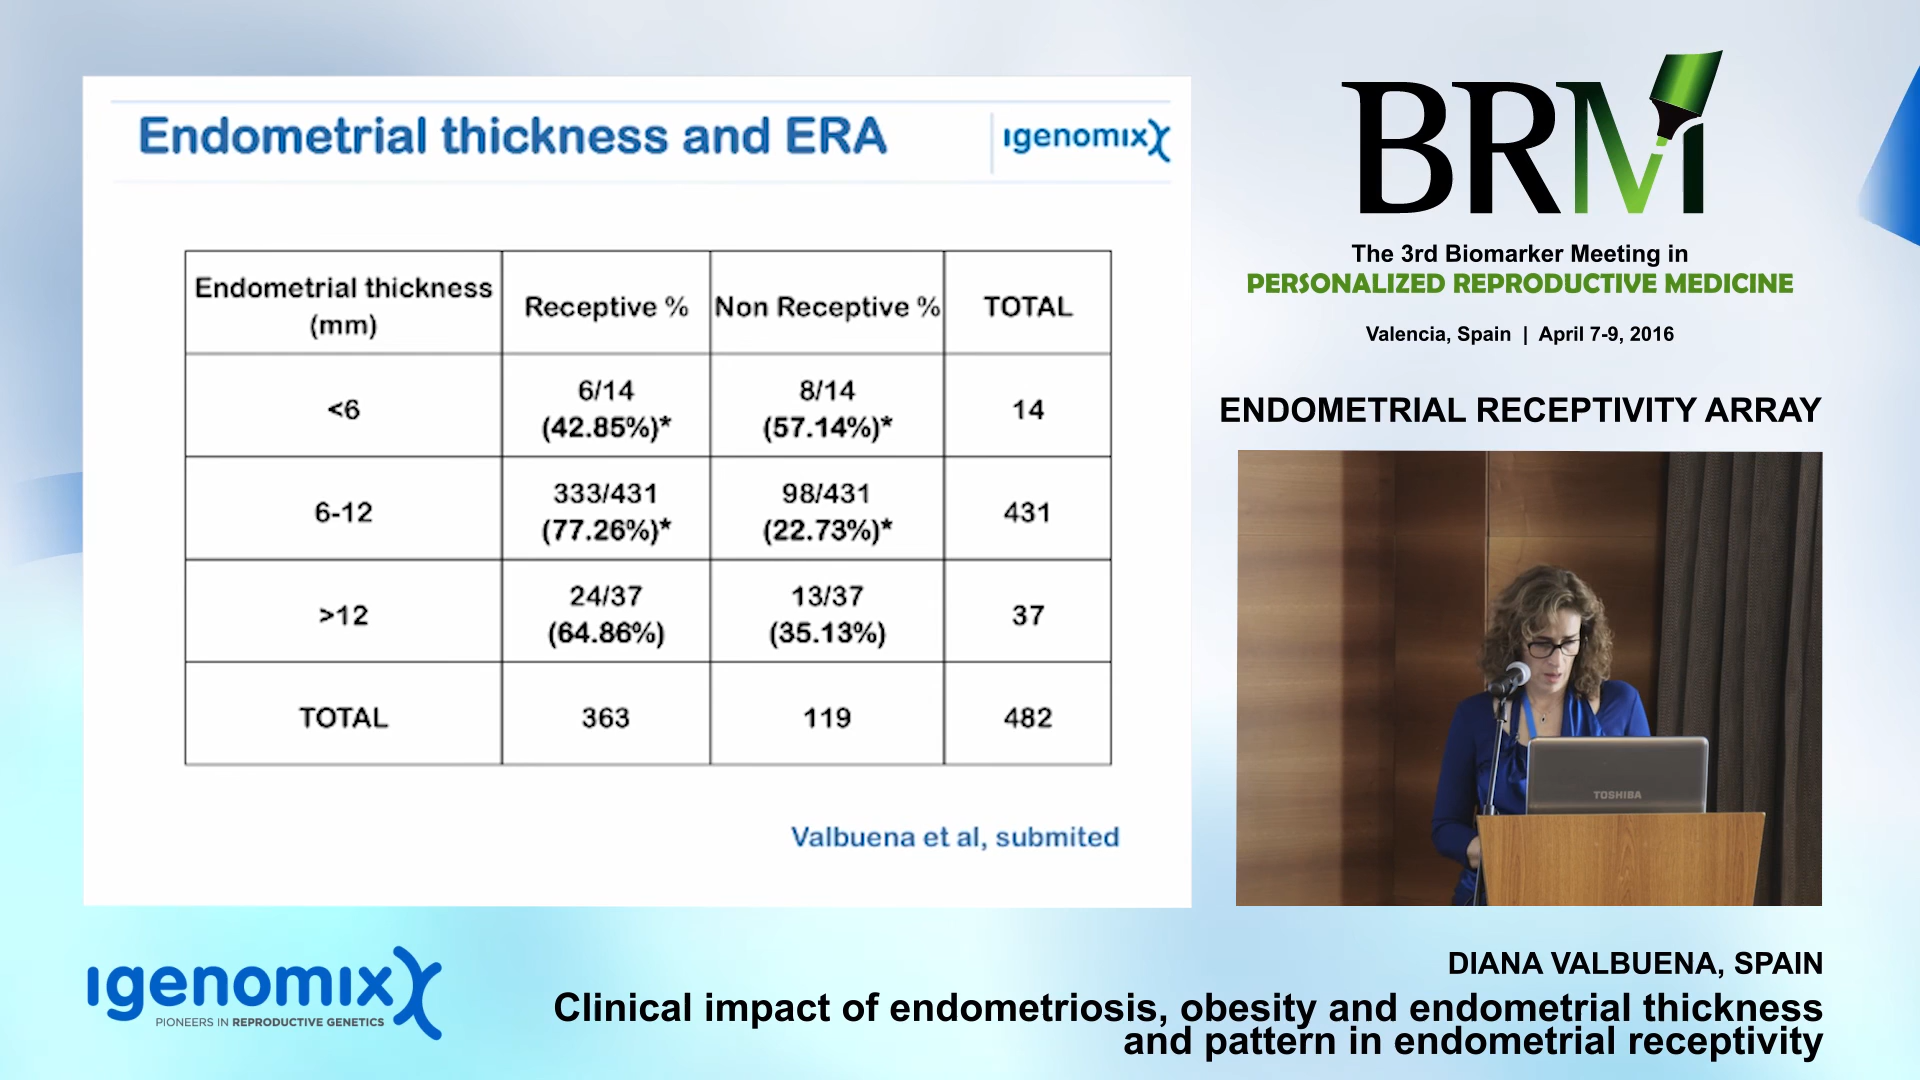 Endometrial thickness and ERA
igenomix
Endometrial thickness (mm)
Receptive %
Non Receptive %
TOTAL
<6
6/14
(42.85%)*
8/14
(57.14%)*
14
6-12
333/431
(77.26%)*
98/431
(22.73%)*
431
>12
24/37
(64.86%)
13/37
(35.13%)
37
TOTAL
363
119
482
Valbuena et al, submited
BRM
The 3rd Biomarker Meeting in
PERSONALIZED REPRODUCTIVE MEDICINE
Valencia, Spain | April 7-9, 2016
ENDOMETRIAL RECEPTIVITY ARRAY
TOSHIBA
igenomix
PIONEERS IN REPRODUCTIVE GENETICS
DIANA VALBUENA, SPAIN
Clinical impact of endometriosis, obesity and endometrial thickness
and pattern in endometrial receptivity